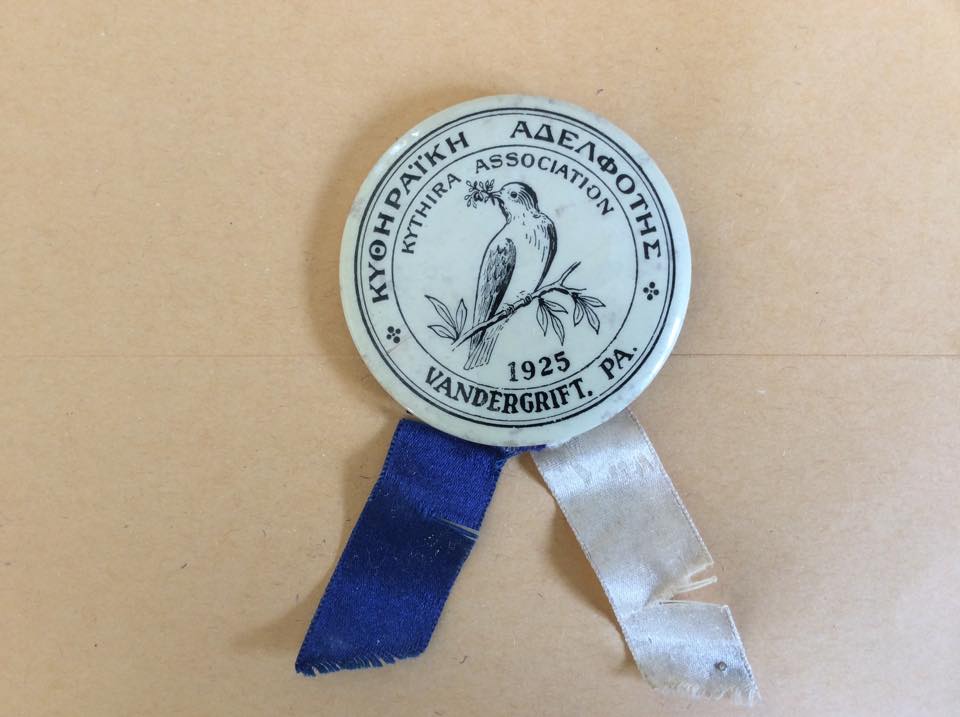 ΚΥΘΗΡΑΪΚΗ ΑΔΕΛΦΟΤΗΣ
KYTHIRA ASSOCIATION
1925
VANDERGRIFT, PA.